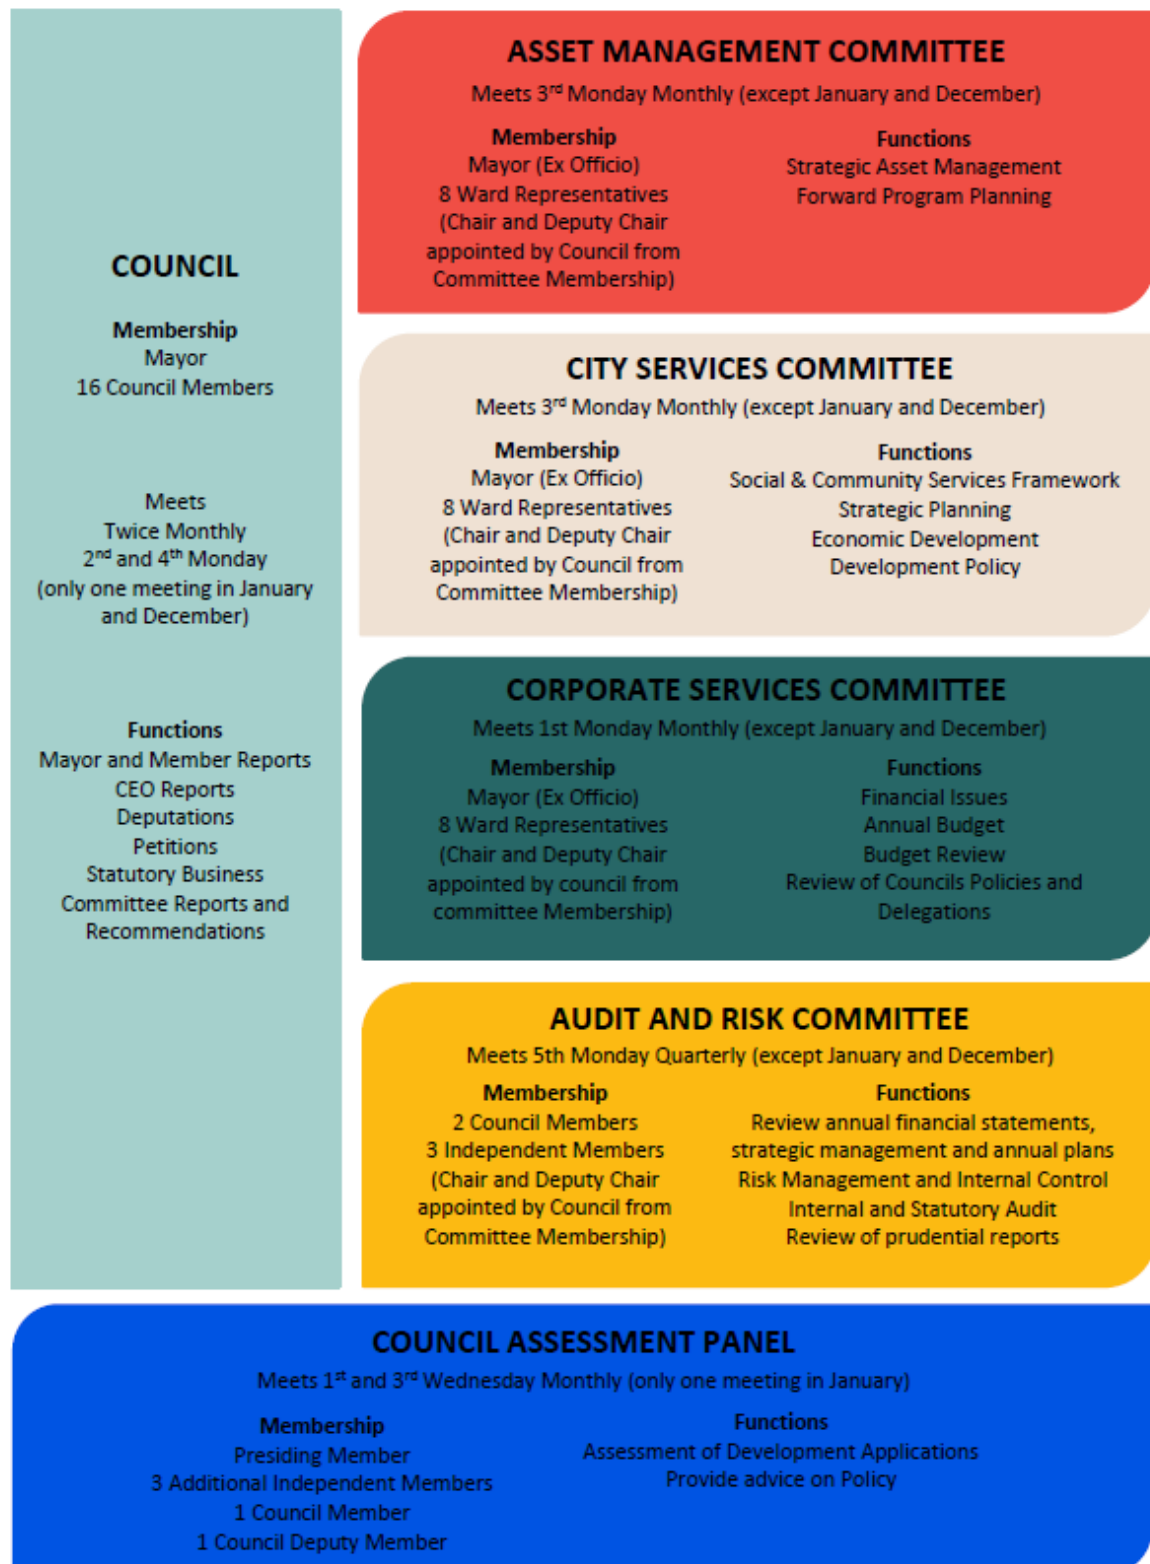 COUNCIL
Membership
Mayor
16 Council Members
Meets
Twice Monthly
2nd and 4th Monday
(only one meeting in January
and December)
Functions
Mayor and Member Reports
CEO Reports
Deputations
Petitions
Statutory Business
Committee Reports and
Recommendations
ASSET MANAGEMENT COMMITTEE
Meets 3rd Monday Monthly (except January and December)
Membership
Mayor (Ex Officio)
8 Ward Representatives
(Chair and Deputy Chair
appointed by Council from
Committee Membership)
Functions
Strategic Asset Management
Forward Program Planning
CITY SERVICES COMMITTEE
Meets 3rd Monday Monthly (except January and December)
Membership
Mayor (Ex Officio)
8 Ward Representatives
(Chair and Deputy Chair
appointed by Council from
Committee Membership)
Functions
Social & Community Services Framework
Strategic Planning
Economic Development
Development Policy
CORPORATE SERVICES COMMITTEE
Meets 1st Monday Monthly (except January and December)
Membership
Mayor (Ex Officio)
8 Ward Representatives
(Chair and Deputy Chair
appointed by council from
committee Membership)
Functions
Financial Issues
Annual Budget
Budget Review
Review of Councils Policies and
Delegations
AUDIT AND RISK COMMITTEE
Meets 5th Monday Quarterly (except January and December)
Membership
2 Council Members
3 Independent Members
(Chair and Deputy Chair
appointed by Council from
Committee Membership)
Functions
Review annual financial statements,
strategic management and annual plans
Risk Management and Internal Control
Internal and Statutory Audit
Review of prudential reports
COUNCIL ASSESSMENT PANEL
Meets 1st and 3rd Wednesday Monthly (only one meeting in January)
Membership
Presiding Member
3 Additional Independent Members
1 Council Member
1 Council Deputy Member
Functions
Assessment of Development Applications
Provide advice on Policy